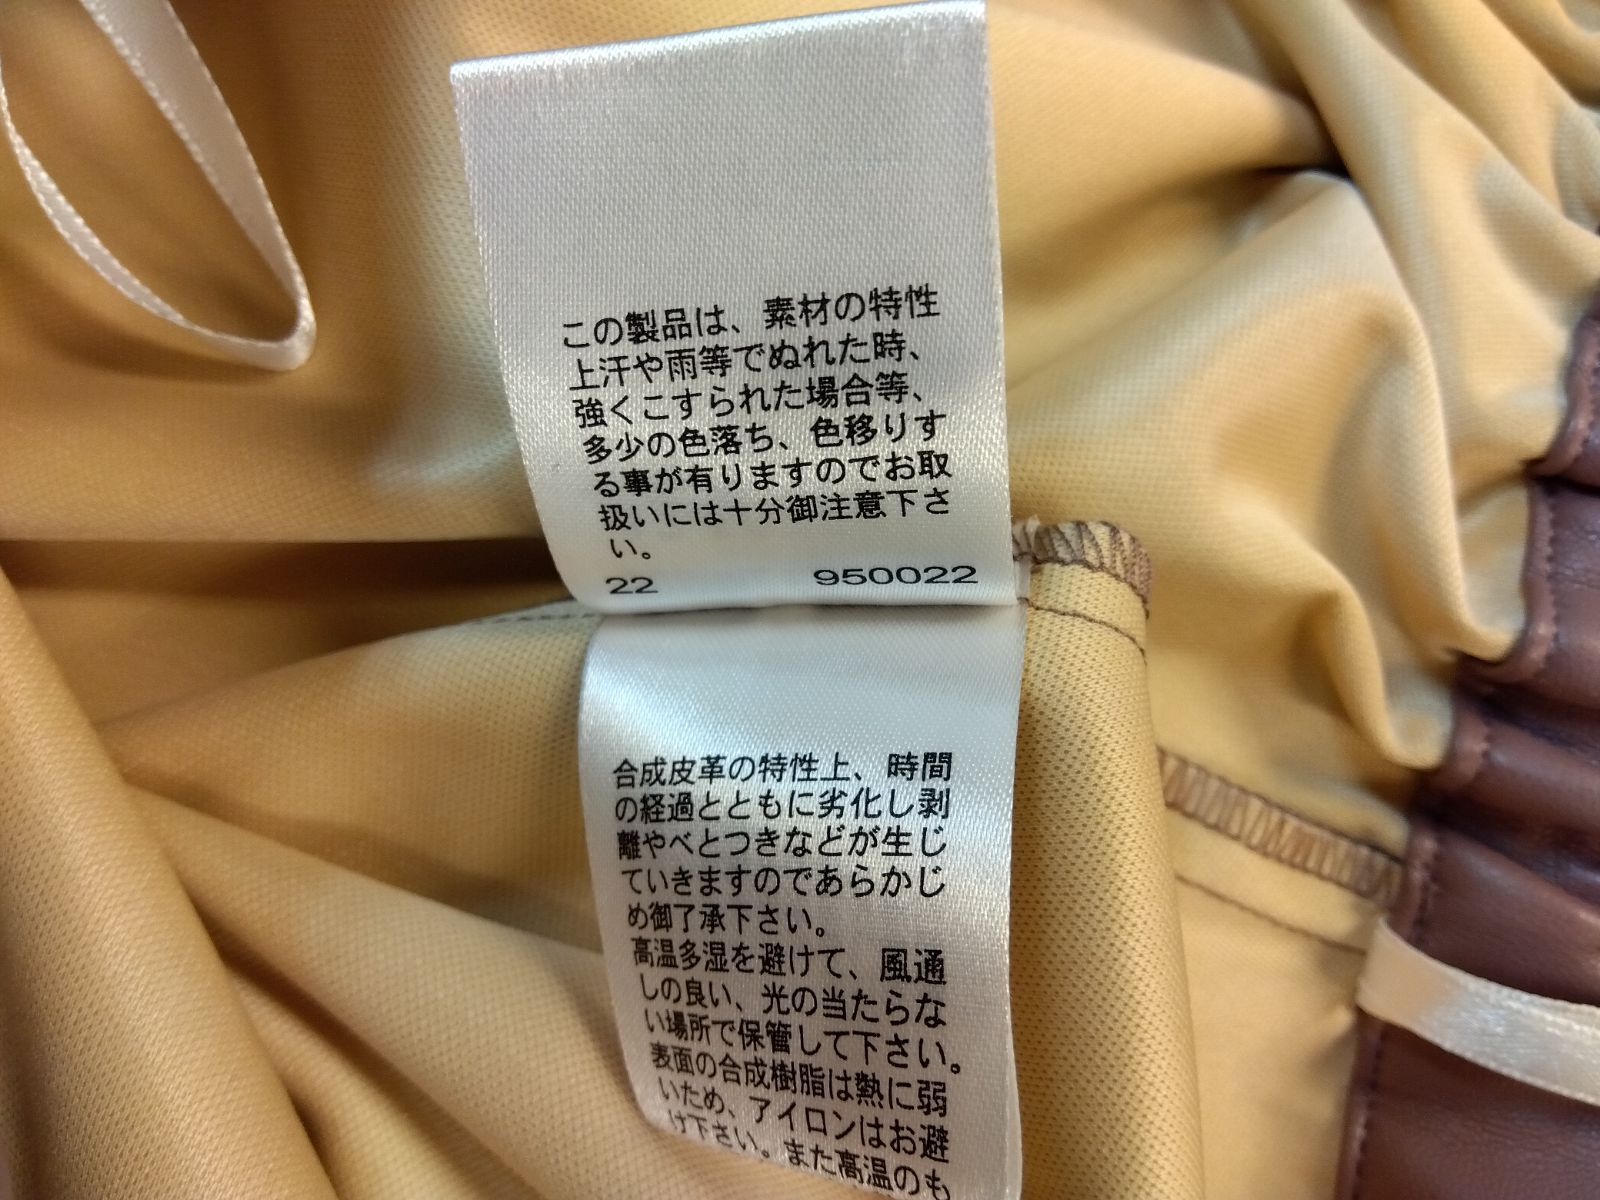 この製品は、素材の特性
上汗や雨等でぬれた時、
強くこすられた場合等、
多少の色落ち、色移りす
る事が有りますのでお取
扱いには十分御注意下さ
い。
22 950022
合成皮革の特性上、時間
の経過とともに劣化し剥
離やべとつきなどが生じ
ていきますのであらかじ
め御了承下さい。
高温多湿を避けて、風通
しの良い、光の当たらな
い場所で保管して下さい。
表面の合成樹脂は熱に弱
いため、アイロンはお避
け下さい。また高温のも